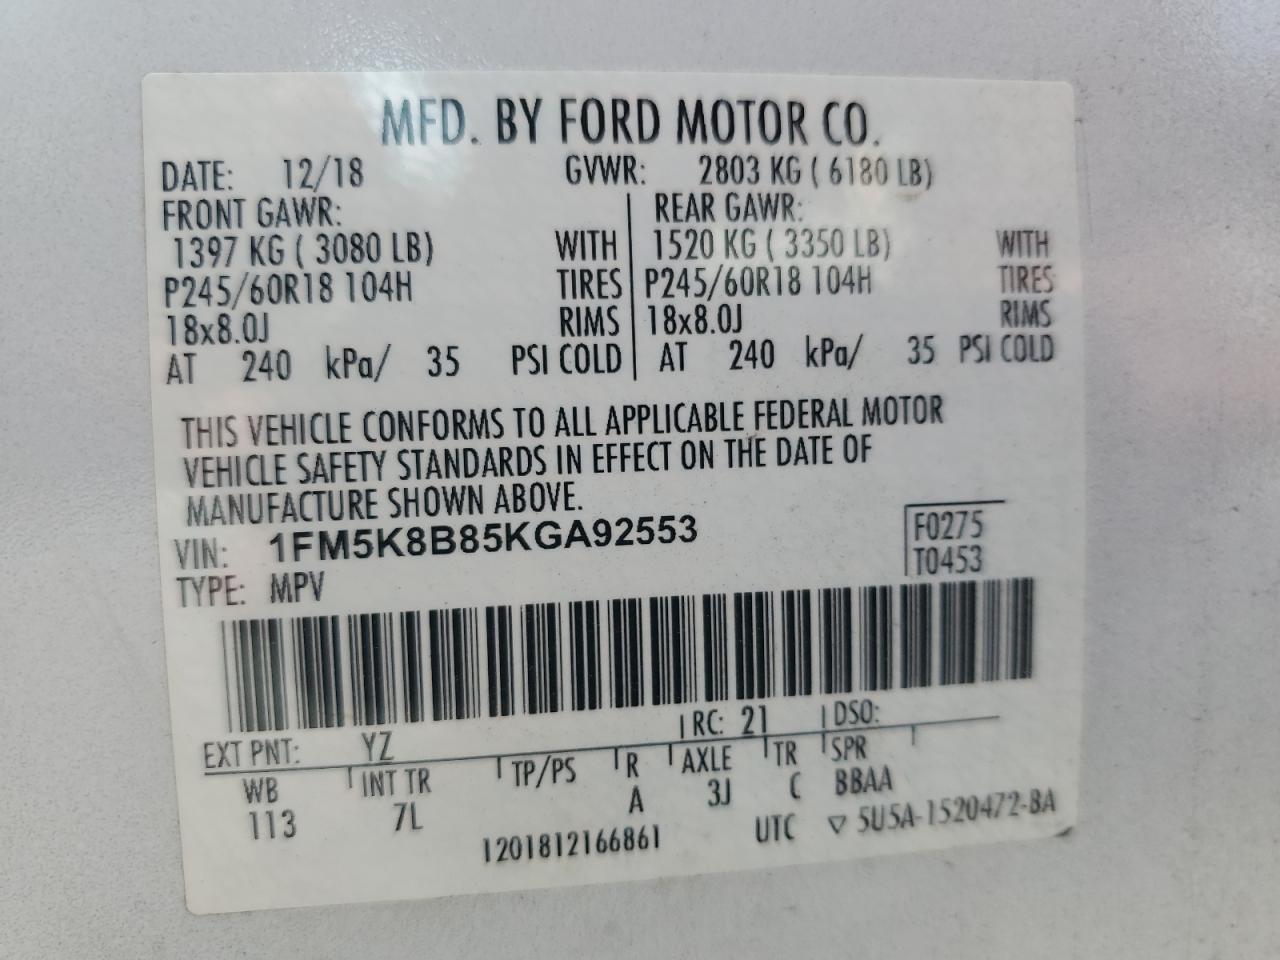 MFD. BY FORD MOTOR CO.
DATE: 12/18 GVWR: 2803 KG ( 6180 LB)
FRONT GAWR: REAR GAWR:
1397 KG ( 3080 LB) WITH 1520 KG ( 3350 LB) WITH
P245/60R18 104H TIRES P245/60R18 104H TIRES
18x8.0J RIMS 18x8.0J RIMS
AT 240 kPa/ 35 PSI COLD AT 240 kPa/ 35 PSI COLD
THIS VEHICLE CONFORMS TO ALL APPLICABLE FEDERAL MOTOR
VEHICLE SAFETY STANDARDS IN EFFECT ON THE DATE OF
MANUFACTURE SHOWN ABOVE.
VIN: 1FM5K8B85KGA92553 F0275
TYPE: MPV T0453
EXT PNT: YZ RC: 21 DSO:
WB INT TR TP/PS R AXLE TR SPR
113 7L A 3J C BBAA
1201812166861 UTC ▽ 5U5A-1520472-BA